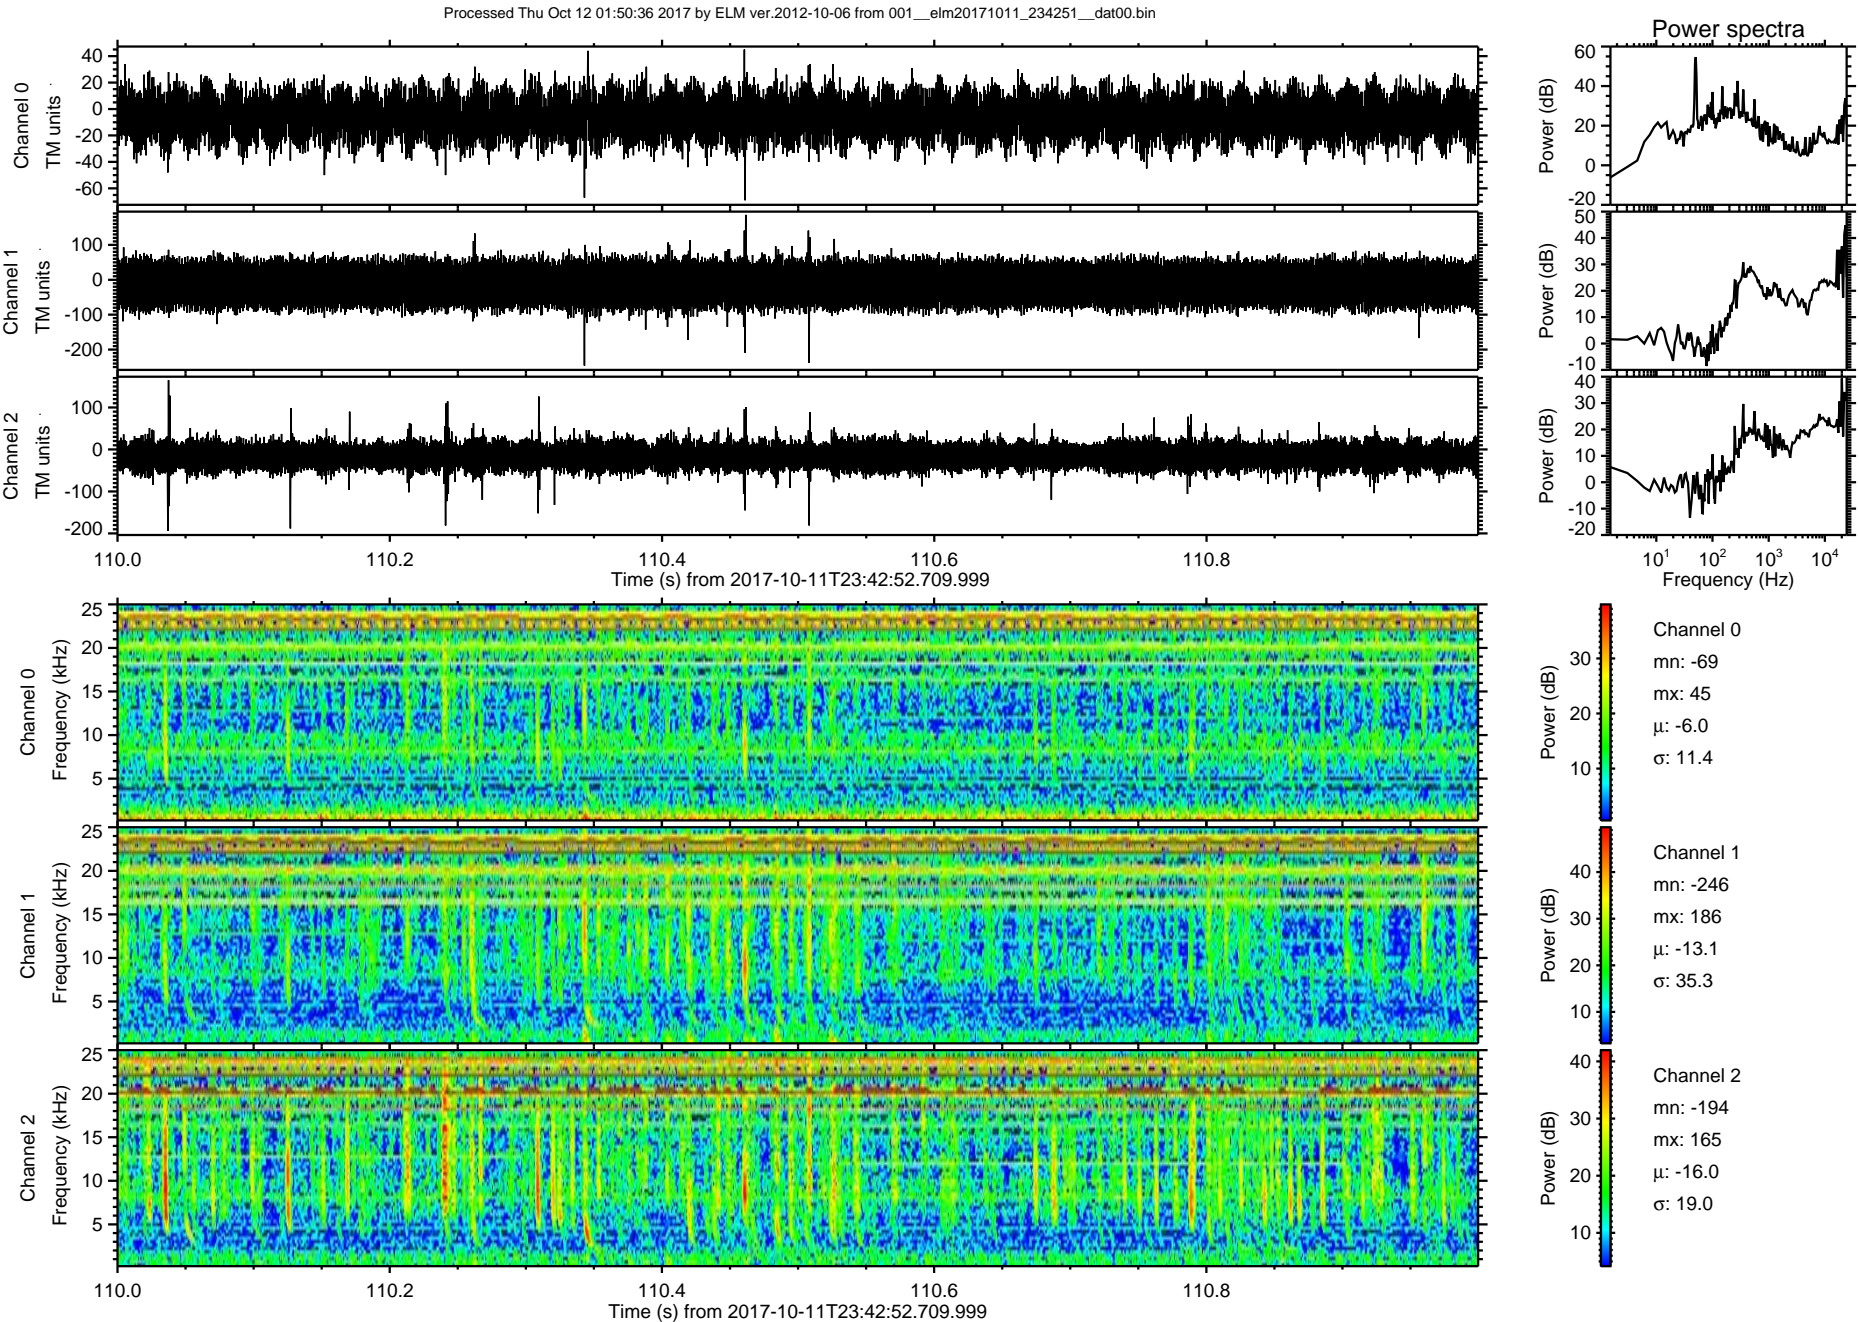 Processed Thu Oct 12 01:50:36 2017 by ELM ver.2012-10-06 from 001__elm20171011_234251__dat00.bin
Power spectra
Channel 0
TM units
40
20
0
-20
-40
-60
Power (dB)
60
40
20
0
-20
Channel 1
TM units
100
0
-100
-200
Power (dB)
50
40
30
20
10
0
-10
Channel 2
TM units
100
0
-100
-200
Power (dB)
40
30
20
10
0
-10
-20
110.0 110.2 110.4 110.6 110.8
Time (s) from 2017-10-11T23:42:52.709.999
10¹ 10² 10³ 10⁴
Frequency (Hz)
Channel 0
Frequency (kHz)
25
20
15
10
5
Power (dB)
30
20
10
Channel 0
mn: -69
mx: 45
µ: -6.0
σ: 11.4
Channel 1
Frequency (kHz)
25
20
15
10
5
Power (dB)
40
30
20
10
Channel 1
mn: -246
mx: 186
µ: -13.1
σ: 35.3
Channel 2
Frequency (kHz)
25
20
15
10
5
Power (dB)
40
30
20
10
Channel 2
mn: -194
mx: 165
µ: -16.0
σ: 19.0
110.0 110.2 110.4 110.6 110.8
Time (s) from 2017-10-11T23:42:52.709.999